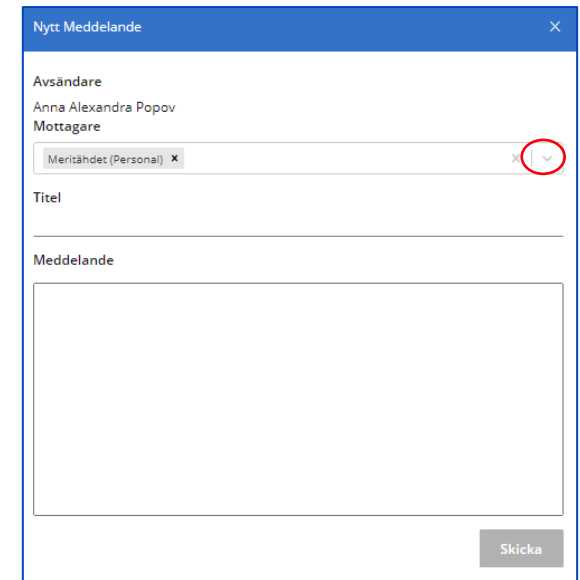 Nytt Meddelande
Avsändare
Anna Alexandra Popov
Mottagare
Meritähdet (Personal) x
Titel
Meddelande
Skicka